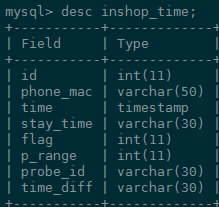 mysql> desc inshop_time;
+-----------+-------------+
| Field     | Type        |
+-----------+-------------+
| id        | int(11)     |
| phone_mac | varchar(50) |
| time      | timestamp   |
| stay_time | varchar(30) |
| flag      | int(11)     |
| p_range   | int(11)     |
| probe_id  | varchar(30) |
| time_diff | varchar(30) |
+-----------+-------------+